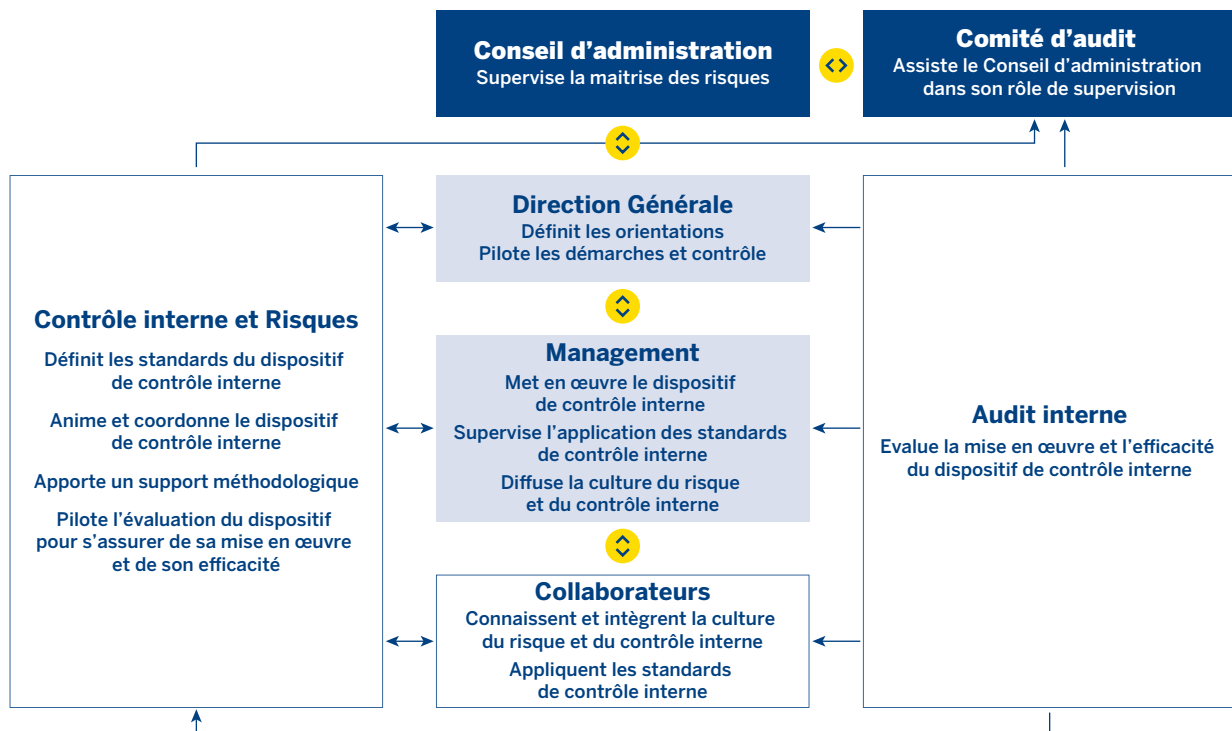 Conseil d'administration
Supervise la maitrise des risques
Comité d'audit
Assiste le Conseil d'administration
dans son rôle de supervision
Direction Générale
Définit les orientations
Pilote les démarches et contrôle
Contrôle interne et Risques
Définit les standards du dispositif
de contrôle interne
Anime et coordonne le dispositif
de contrôle interne
Apporte un support méthodologique
Pilote l'évaluation du dispositif
pour s'assurer de sa mise en œuvre
et de son efficacité
Management
Met en œuvre le dispositif
de contrôle interne
Supervise l'application des standards
de contrôle interne
Diffuse la culture du risque
et du contrôle interne
Audit interne
Evalue la mise en œuvre et l'efficacité
du dispositif de contrôle interne
Collaborateurs
Connaissent et intègrent la culture
du risque et du contrôle interne
Appliquent les standards
de contrôle interne